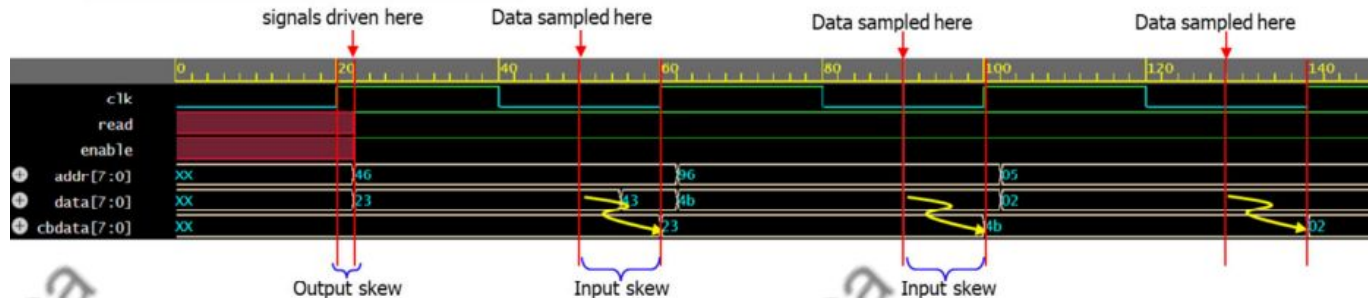 signals driven here Data sampled here Data sampled here Data sampled here
0 20 40 60 80 100 120 140
clk
read
enable
addr[7:0] XX 46 96 05
data[7:0] XX 23 43 4b 02
cbdata[7:0] XX 23 4b 02
Output skew Input skew Input skew